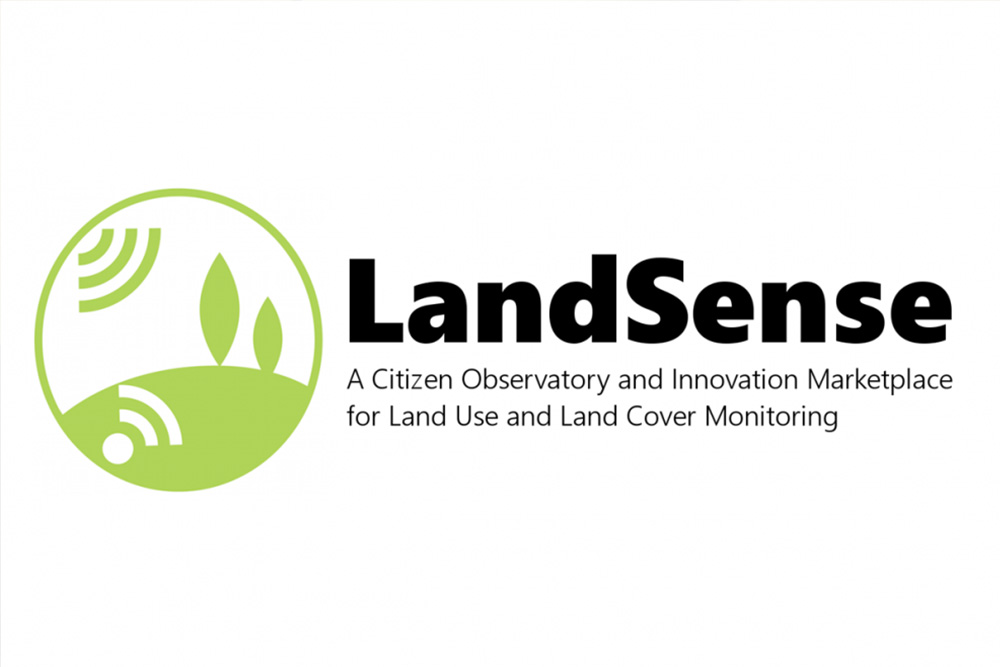 LandSense
A Citizen Observatory and Innovation Marketplace
for Land Use and Land Cover Monitoring